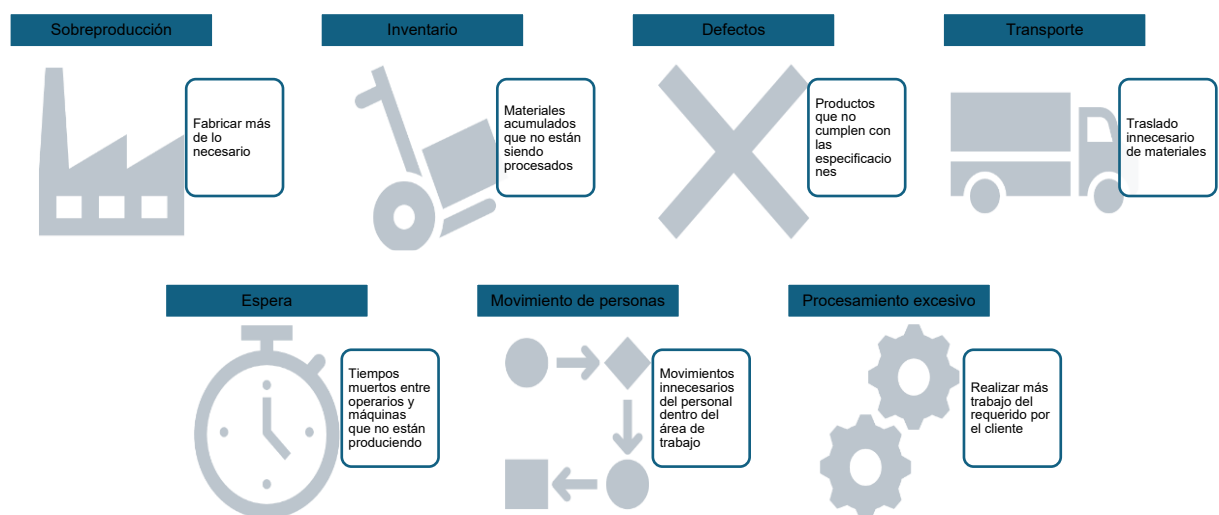 Sobreproducción
Fabricar más
de lo
necesario
Inventario
Materiales
acumulados
que no están
siendo
procesados
Defectos
Productos
que no
cumplen con
las
especificacio
nes
Transporte
Traslado
innecesario
de materiales
Espera
Tiempos
muertos entre
operarios y
máquinas
que no están
produciendo
Movimiento de personas
Movimientos
innecesarios
del personal
dentro del
área de
trabajo
Procesamiento excesivo
Realizar más
trabajo del
requerido por
el cliente